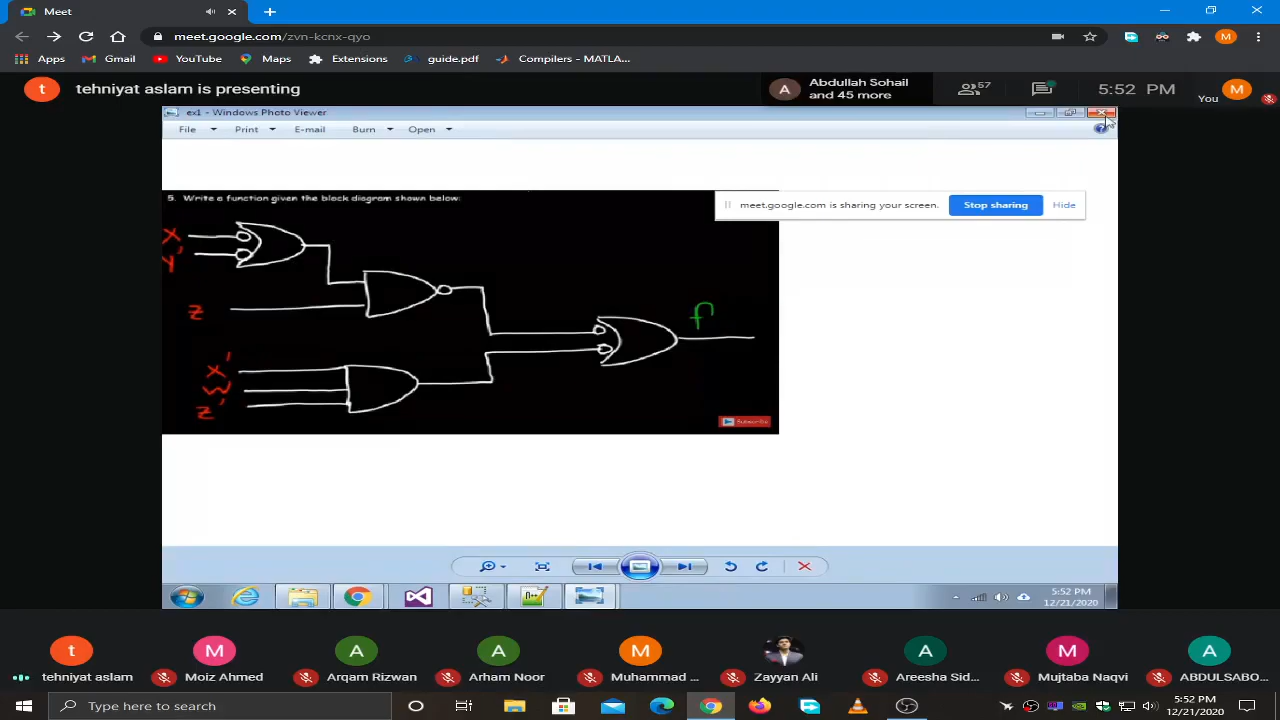 Meet
meet.google.com/zvn-kcnx-qyo
M
Apps Gmail YouTube Maps Extensions guide.pdf Compilers - MATLA...
t tehniyat aslam is presenting
A Abdullah Sohail
and 45 more
57
5:52 PM
You M
ex1 - Windows Photo Viewer
File Print E-mail Burn Open
5. Write a function given the block diagram shown below:
meet.google.com is sharing your screen. Stop sharing Hide
X
Y'
Z
f
X'
W
Z'
Subscribe
5:52 PM
12/21/2020
t M A A M A M A
tehniyat aslam Moiz Ahmed Arqam Rizwan Arham Noor Muhammad ... Zayyan Ali Areesha Sid... Mujtaba Naqvi ABDULSABO...
Type here to search
5:52 PM
12/21/2020